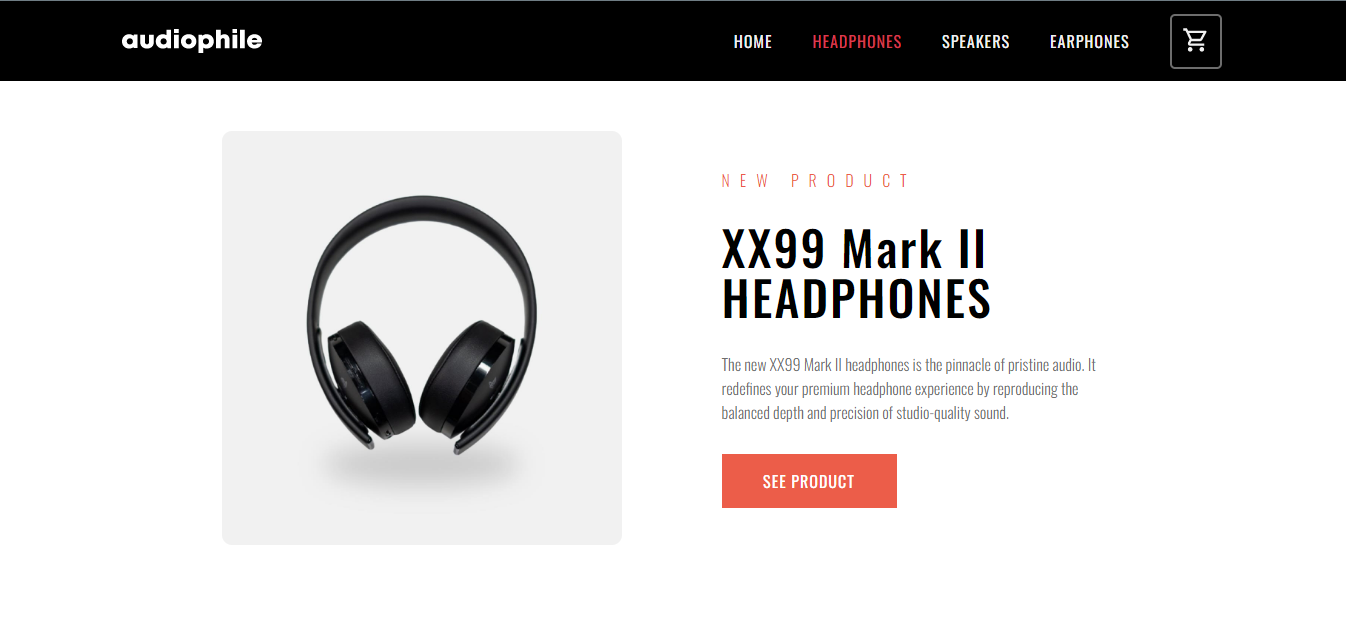 audiophile
HOME
HEADPHONES
SPEAKERS
EARPHONES
NEW PRODUCT
XX99 Mark II
HEADPHONES
The new XX99 Mark II headphones is the pinnacle of pristine audio. It
redefines your premium headphone experience by reproducing the
balanced depth and precision of studio-quality sound.
SEE PRODUCT